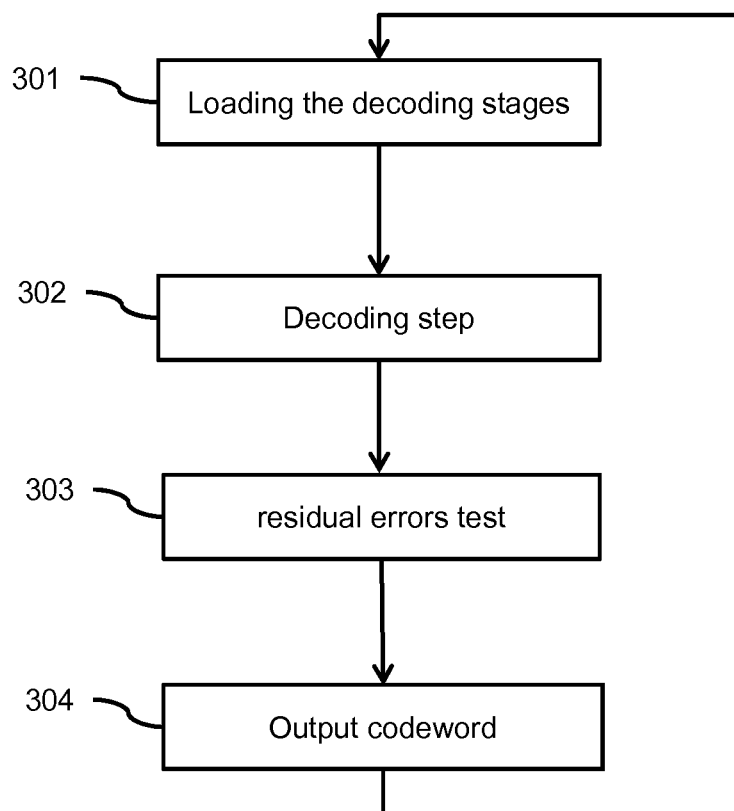 301
Loading the decoding stages
302
Decoding step
303
residual errors test
304
Output codeword